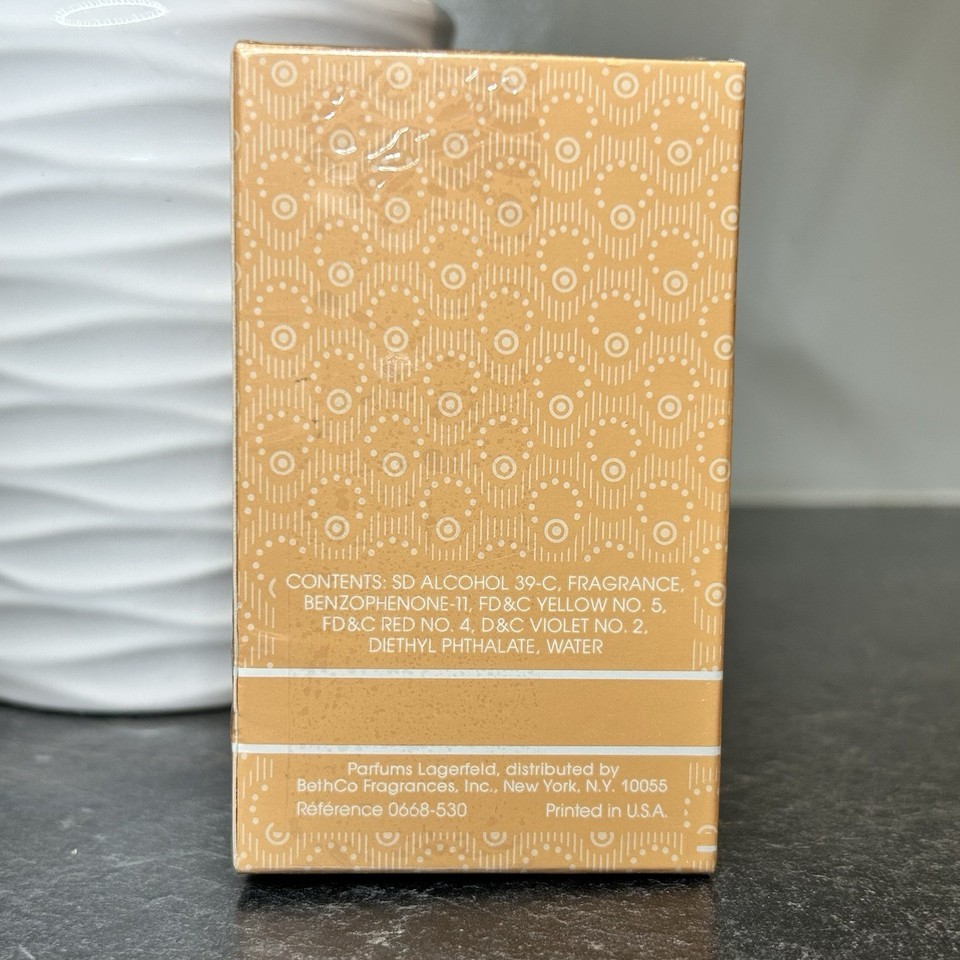 CONTENTS: SD ALCOHOL 39-C, FRAGRANCE,
BENZOPHENONE-11, FD&C YELLOW NO. 5,
FD&C RED NO. 4, D&C VIOLET NO. 2,
DIETHYL PHTHALATE, WATER
Parfums Lagerfeld, distributed by
BethCo Fragrances, Inc., New York, N.Y. 10055
Référence 0668-530 Printed in U.S.A.